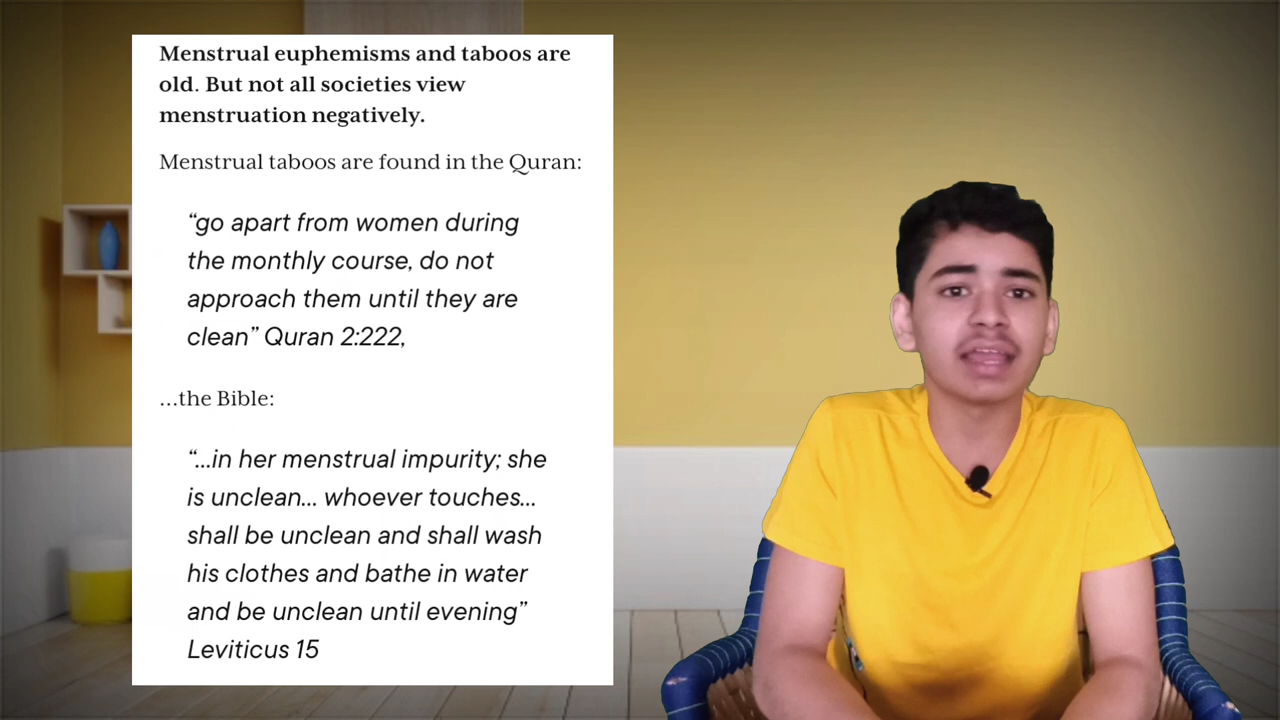 Menstrual euphemisms and taboos are
old. But not all societies view
menstruation negatively.
Menstrual taboos are found in the Quran:
“go apart from women during
the monthly course, do not
approach them until they are
clean” Quran 2:222,
...the Bible:
“...in her menstrual impurity; she
is unclean... whoever touches...
shall be unclean and shall wash
his clothes and bathe in water
and be unclean until evening”
Leviticus 15